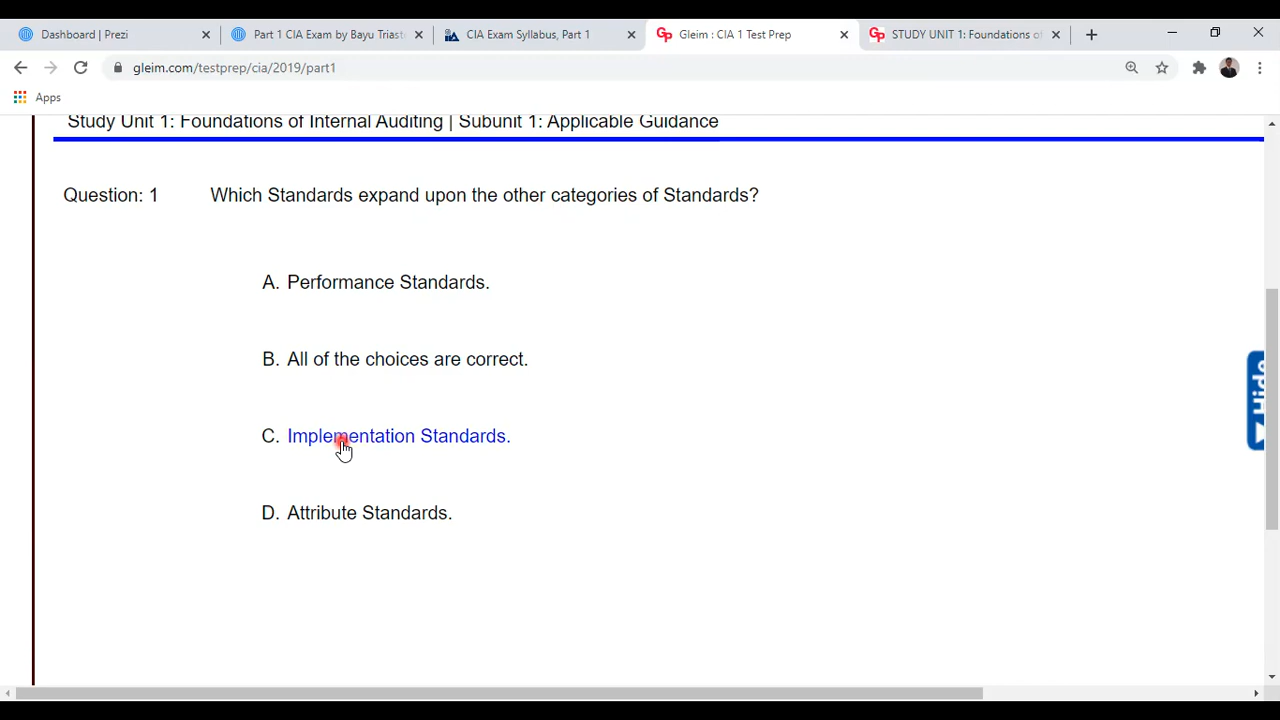 Dashboard | Prezi
Part 1 CIA Exam by Bayu TriaSt
CIA Exam Syllabus, Part 1
Gleim : CIA 1 Test Prep
STUDY UNIT 1: Foundations of
gleim.com/testprep/cia/2019/part1
Apps
Study Unit 1: Foundations of Internal Auditing | Subunit 1: Applicable Guidance
Question: 1 Which Standards expand upon the other categories of Standards?
A. Performance Standards.
B. All of the choices are correct.
C. Implementation Standards.
D. Attribute Standards.
Hide